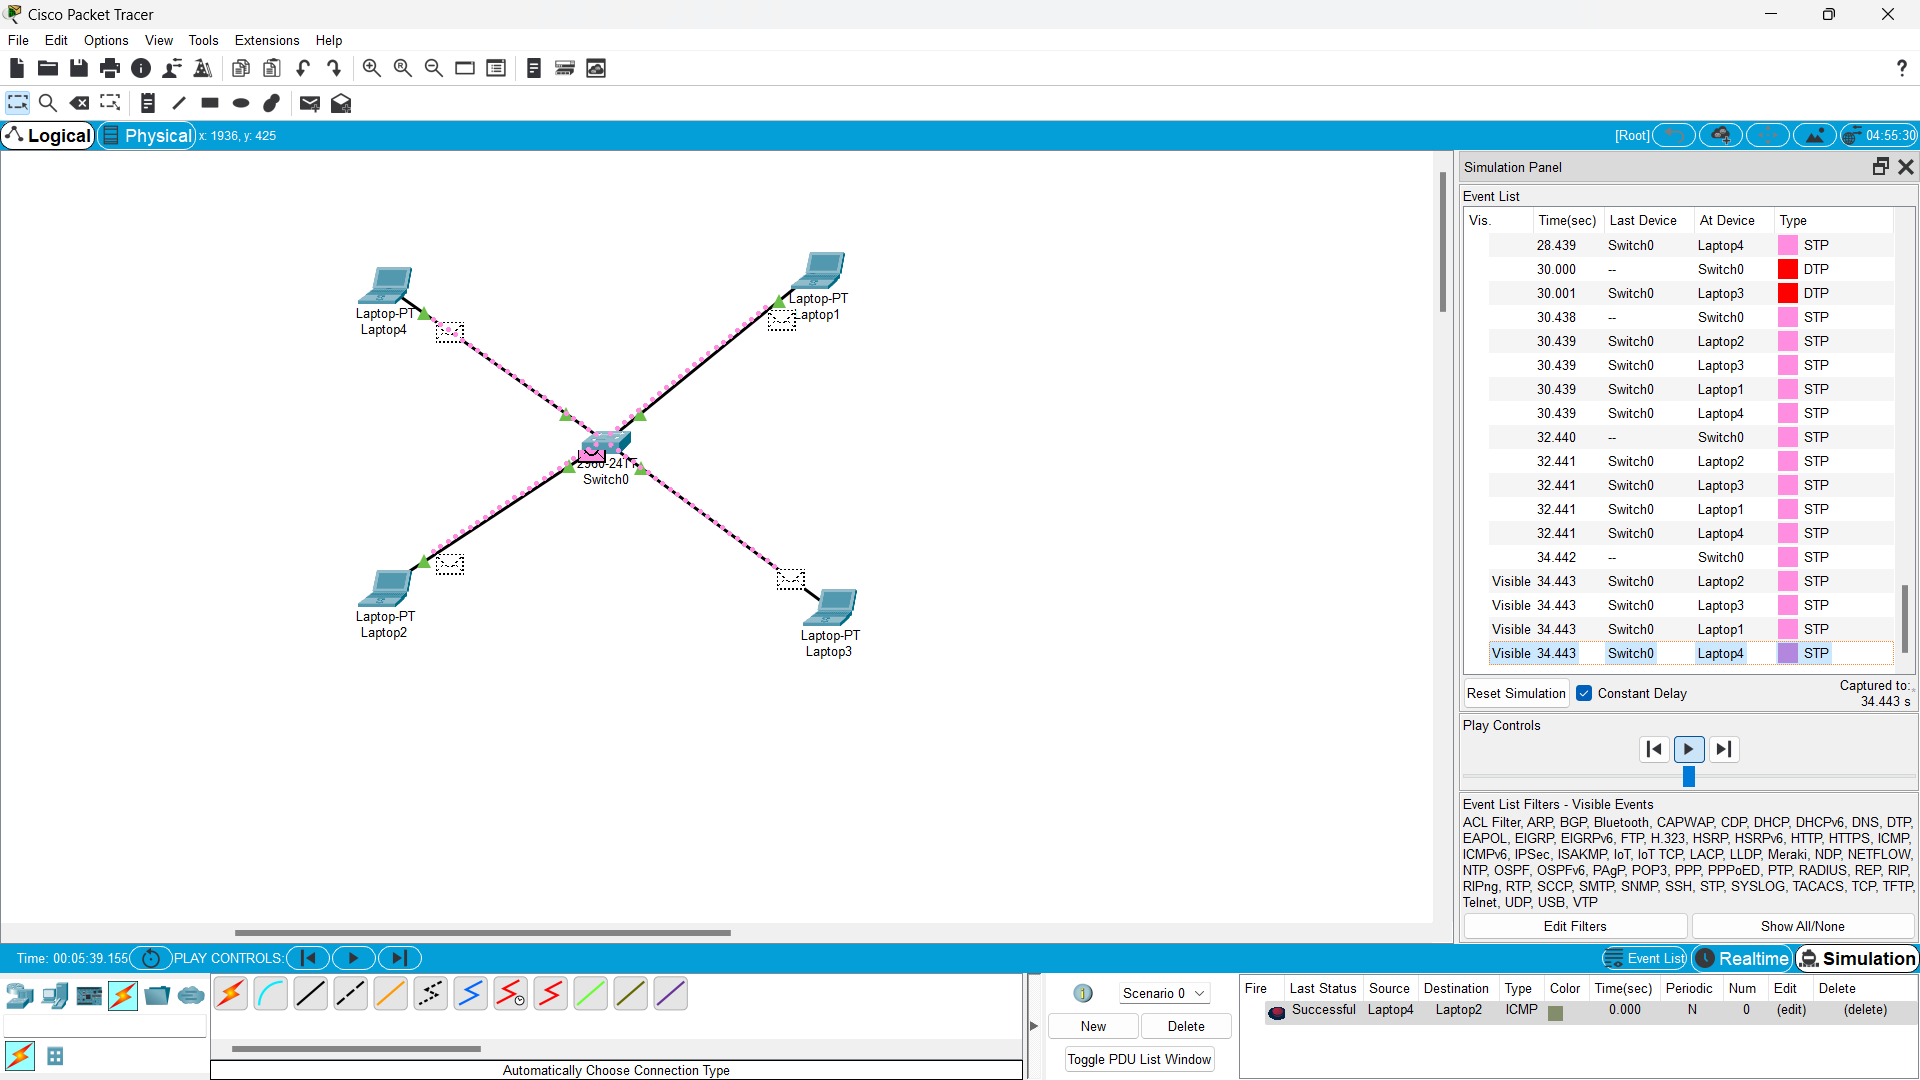 Cisco Packet Tracer
File Edit Options View Tools Extensions Help
Logical Physical x: 1936, y: 425 [Root] 04:55:30
Simulation Panel
Event List
Vis. Time(sec) Last Device At Device Type
28.439 Switch0 Laptop4 STP
30.000 -- Switch0 DTP
30.001 Switch0 Laptop3 DTP
30.438 -- Switch0 STP
30.439 Switch0 Laptop2 STP
30.439 Switch0 Laptop3 STP
30.439 Switch0 Laptop1 STP
30.439 Switch0 Laptop4 STP
32.440 -- Switch0 STP
32.441 Switch0 Laptop2 STP
32.441 Switch0 Laptop3 STP
32.441 Switch0 Laptop1 STP
32.441 Switch0 Laptop4 STP
34.442 -- Switch0 STP
Visible 34.443 Switch0 Laptop2 STP
Visible 34.443 Switch0 Laptop3 STP
Visible 34.443 Switch0 Laptop1 STP
Visible 34.443 Switch0 Laptop4 STP
Reset Simulation Constant Delay Captured to:
34.443 s
Play Controls
Event List Filters - Visible Events
ACL Filter, ARP, BGP, Bluetooth, CAPWAP, CDP, DHCP, DHCPv6, DNS, DTP,
EAPOL, EIGRP, EIGRPv6, FTP, H.323, HSRP, HSRPv6, HTTP, HTTPS, ICMP,
ICMPv6, IPSec, ISAKMP, IoT, IoT TCP, LACP, LLDP, Meraki, NDP, NETFLOW,
NTP, OSPF, OSPFv6, PAgP, POP3, PPP, PPPoED, PTP, RADIUS, REP, RIP,
RIPng, RTP, SCCP, SMTP, SNMP, SSH, STP, SYSLOG, TACACS, TCP, TFTP,
Telnet, UDP, USB, VTP
Edit Filters Show All/None
Laptop-PT
Laptop4
Laptop-PT
Laptop1
2960-24TT
Switch0
Laptop-PT
Laptop2
Laptop-PT
Laptop3
Time: 00:05:39.155 PLAY CONTROLS: Event List Realtime Simulation
Automatically Choose Connection Type
Scenario 0
New Delete
Toggle PDU List Window
Fire Last Status Source Destination Type Color Time(sec) Periodic Num Edit Delete
Successful Laptop4 Laptop2 ICMP 0.000 N 0 (edit) (delete)